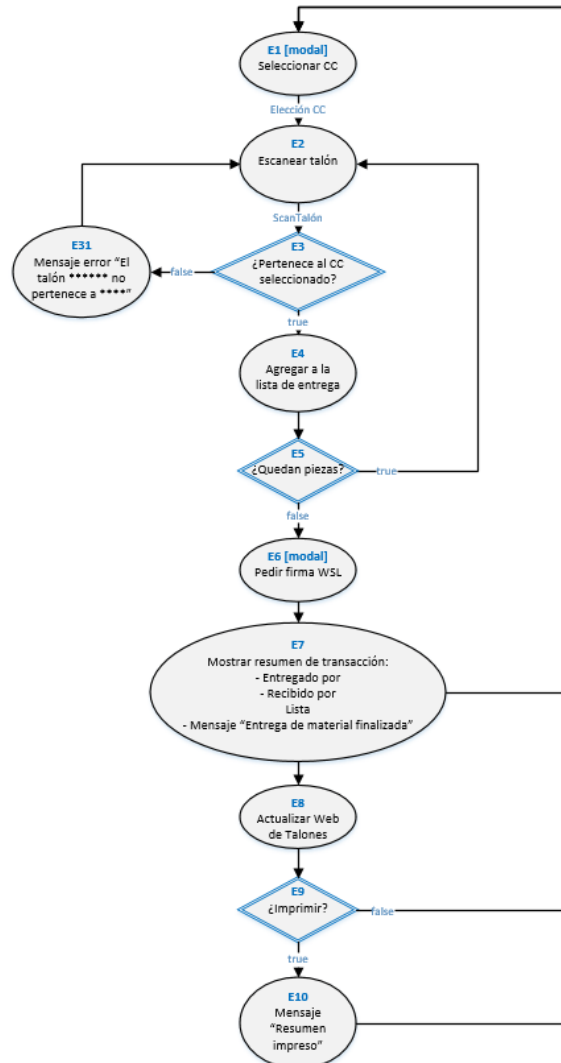 E1 [modal]
Seleccionar CC
Elección CC
E2
Escanear talón
ScanTalón
E3
¿Pertenece al CC
seleccionado?
false
E31
Mensaje error “El
talón ****** no
pertenece a ****”
true
E4
Agregar a la
lista de entrega
E5
¿Quedan piezas?
true
false
E6 [modal]
Pedir firma WSL
E7
Mostrar resumen de transacción:
- Entregado por
- Recibido por
Lista
- Mensaje “Entrega de material finalizada”
E8
Actualizar Web
de Talones
E9
¿Imprimir?
false
true
E10
Mensaje
“Resumen
impreso”